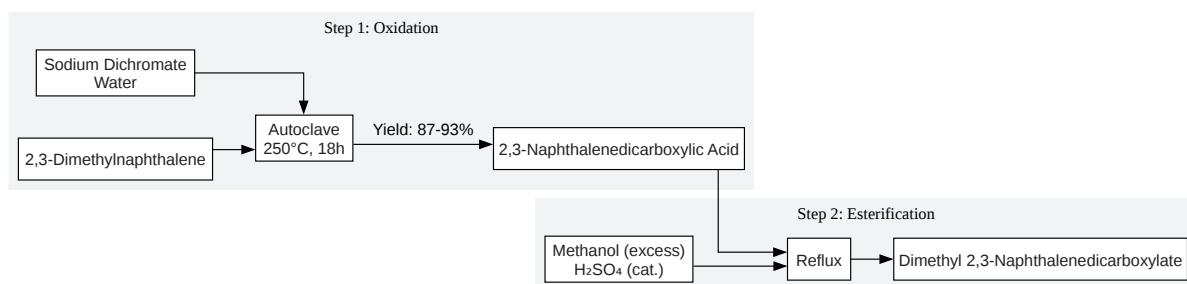 Step 1: Oxidation
Sodium Dichromate
Water
2,3-Dimethylnaphthalene
Autoclave
250°C, 18h
Yield: 87-93%
2,3-Naphthalenedicarboxylic Acid
Step 2: Esterification
Methanol (excess)
H₂SO₄ (cat.)
Reflux
Dimethyl 2,3-Naphthalenedicarboxylate